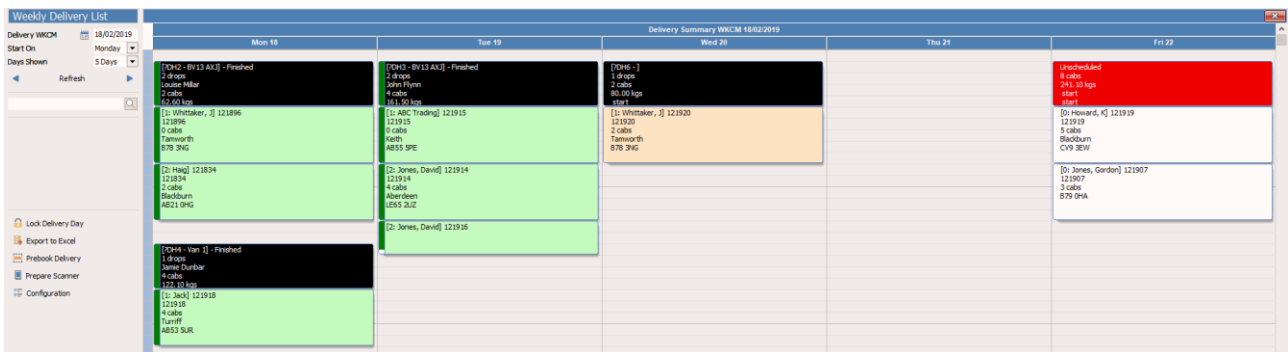 Weekly Delivery List
Delivery WKCM 18/02/2019
Start On Monday
Days Shown 5 Days
Refresh
Lock Delivery Day
Export to Excel
Prebook Delivery
Prepare Scanner
Configuration
Delivery Summary WKCM 18/02/2019
Mon 18 Tue 19 Wed 20 Thu 21 Fri 22
[?DH2 - BV13 AXJ] - Finished
2 drops
Louise Millar
2 cabs
62.60 kgs
[1: Whittaker, J] 121896
121896
0 cabs
Tamworth
B78 3NG
[2: Haig] 121834
121834
2 cabs
Blackburn
AB21 0HG
[?DH4 - Van 1] - Finished
1 drops
Jamie Dunbar
4 cabs
122.10 kgs
[1: Jack] 121918
121918
4 cabs
Turriff
AB53 5UR
[?DH3 - BV13 AXJ] - Finished
2 drops
John Flynn
4 cabs
161.50 kgs
[1: ABC Trading] 121915
121915
0 cabs
Keith
AB55 5PE
[2: Jones, David] 121914
121914
4 cabs
Aberdeen
LE65 2UZ
[2: Jones, David] 121916
[?DH6 - ]
1 drops
2 cabs
80.00 kgs
start
[1: Whittaker, J] 121920
121920
2 cabs
Tamworth
B78 3NG
Unscheduled
8 cabs
241.10 kgs
start
start
[0: Howard, K] 121919
121919
5 cabs
Blackburn
CV9 3EW
[0: Jones, Gordon] 121907
121907
3 cabs
B79 0HA